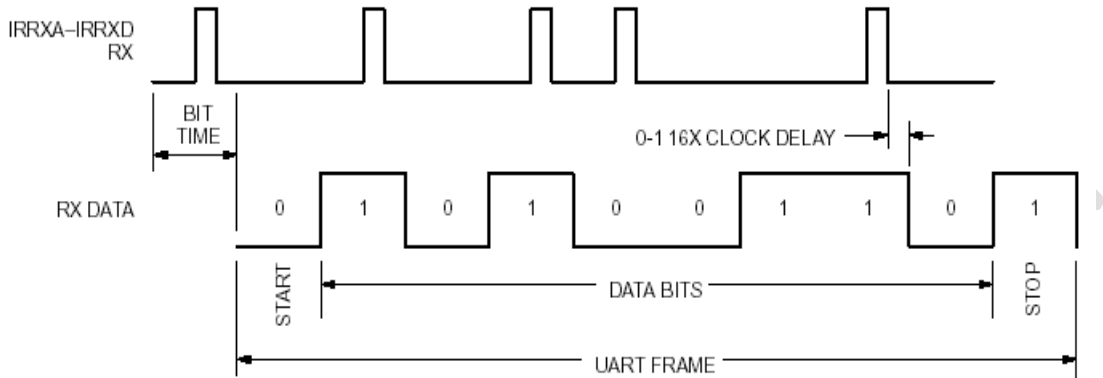 IRRXA–IRRXD
RX
BIT
TIME
0-1 16X CLOCK DELAY
RX DATA
0 1 0 1 0 0 1 1 0 1
START
DATA BITS
STOP
UART FRAME